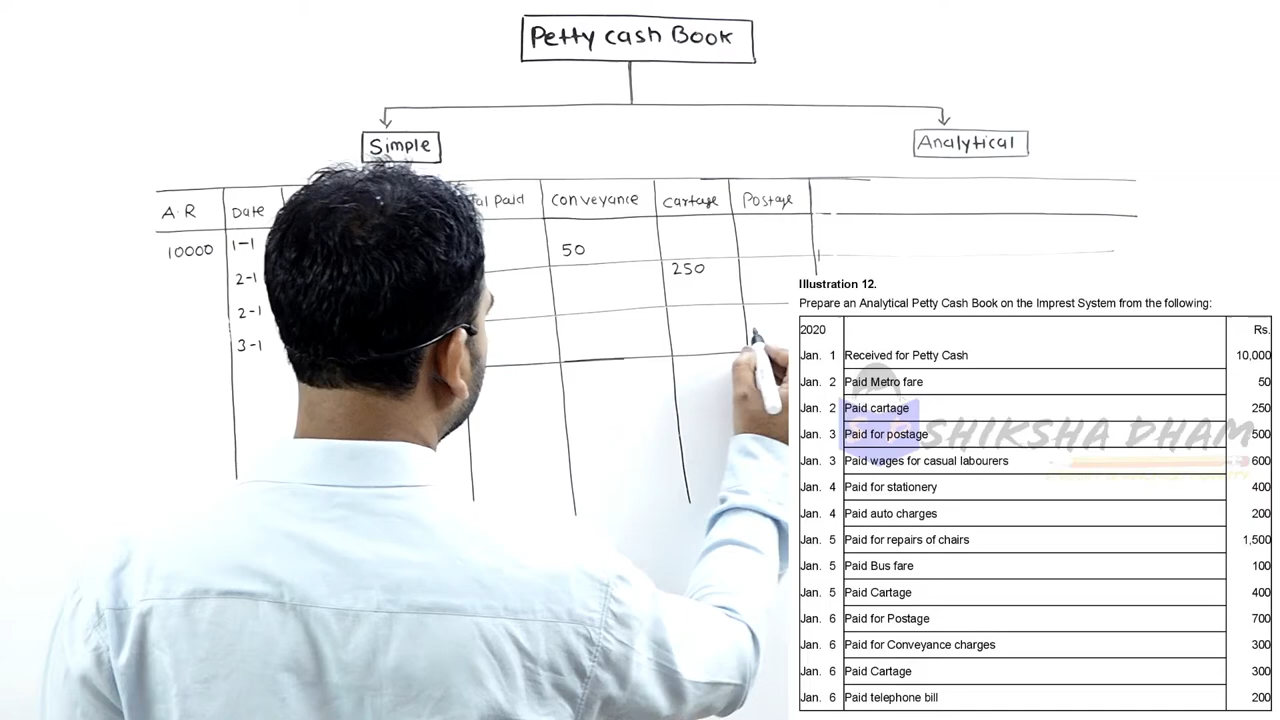 Petty cash Book
Simple
Analytical
A.R Date Paid Conveyance Cartage Postage
10000 1-1 50
2-1 250
2-1
3-1
Illustration 12.
Prepare an Analytical Petty Cash Book on the Imprest System from the following:
2020 Rs.
Jan. 1 Received for Petty Cash 10,000
Jan. 2 Paid Metro fare 50
Jan. 2 Paid cartage 250
Jan. 3 Paid for postage 500
Jan. 3 Paid wages for casual labourers 600
Jan. 4 Paid for stationery 400
Jan. 4 Paid auto charges 200
Jan. 5 Paid for repairs of chairs 1,500
Jan. 5 Paid Bus fare 100
Jan. 5 Paid Cartage 400
Jan. 6 Paid for Postage 700
Jan. 6 Paid for Conveyance charges 300
Jan. 6 Paid Cartage 300
Jan. 6 Paid telephone bill 200
SHIKSHA DHAM